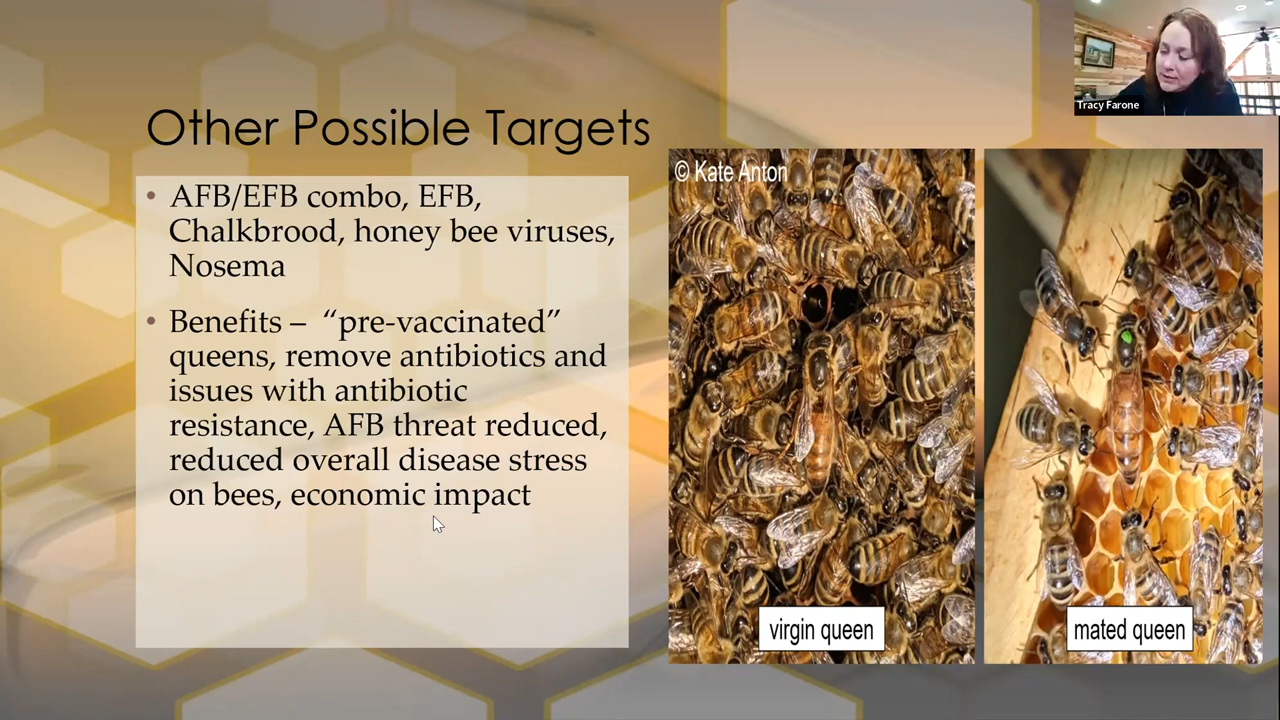 Other Possible Targets
• AFB/EFB combo, EFB,
Chalkbrood, honey bee viruses,
Nosema
• Benefits – “pre-vaccinated”
queens, remove antibiotics and
issues with antibiotic
resistance, AFB threat reduced,
reduced overall disease stress
on bees, economic impact
© Kate Anton
virgin queen
mated queen
Tracy Farone